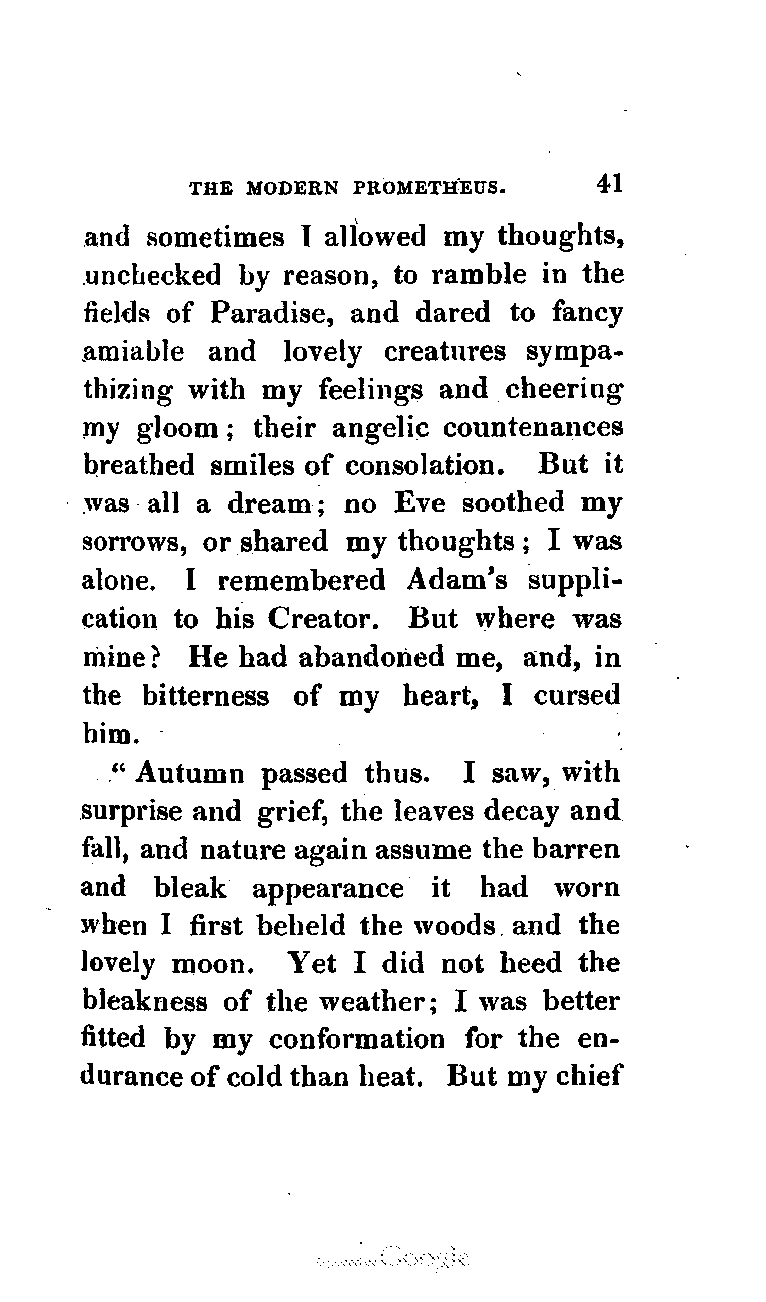 THE MODERN PROMETHEUS. 41
and sometimes I allowed my thoughts,
unchecked by reason, to ramble in the
fields of Paradise, and dared to fancy
amiable and lovely creatures sympa-
thizing with my feelings and cheering
my gloom; their angelic countenances
breathed smiles of consolation. But it
was all a dream; no Eve soothed my
sorrows, or shared my thoughts; I was
alone. I remembered Adam's suppli-
cation to his Creator. But where was
mine? He had abandoned me, and, in
the bitterness of my heart, I cursed
him.
“ Autumn passed thus. I saw, with
surprise and grief, the leaves decay and
fall, and nature again assume the barren
and bleak appearance it had worn
when I first beheld the woods and the
lovely moon. Yet I did not heed the
bleakness of the weather; I was better
fitted by my conformation for the en-
durance of cold than heat. But my chief
Google